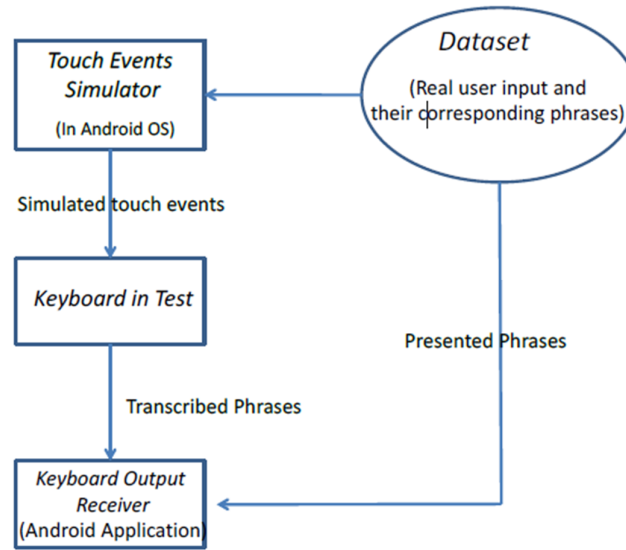 Touch Events
Simulator
(In Android OS)
Dataset
(Real user input and
their corresponding phrases)
Simulated touch events
Keyboard in Test
Presented Phrases
Transcribed Phrases
Keyboard Output
Receiver
(Android Application)